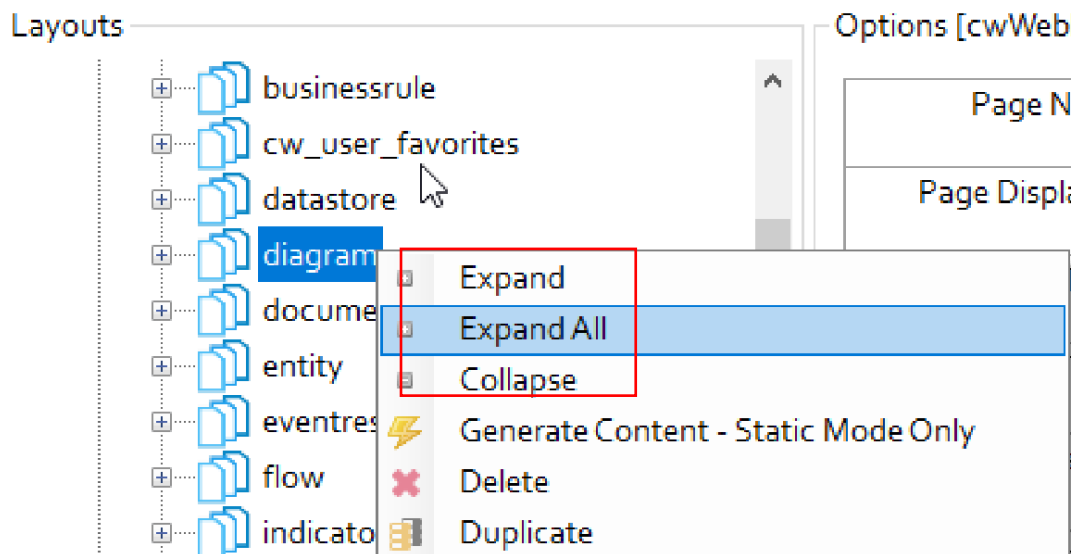 Layouts
Options [cwWeb
businessrule
Page N
cw_user_favorites
datastore
Page Displa
diagram
Expand
docume
Expand All
entity
Collapse
eventres
Generate Content - Static Mode Only
flow
Delete
indicato
Duplicate